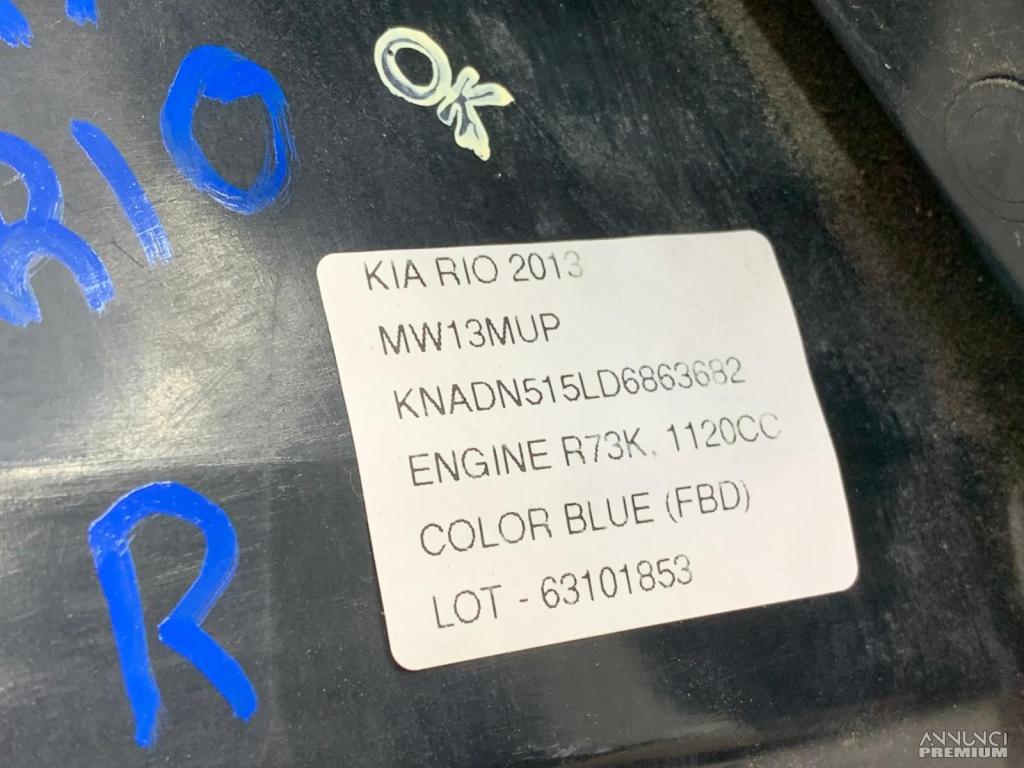 OK
RIO
KIA RIO 2013
MW13MUP
KNADN515LD6863682
ENGINE R73K, 1120CC
COLOR BLUE (FBD)
LOT - 63101853
R
ANNUNCI
PREMIUM